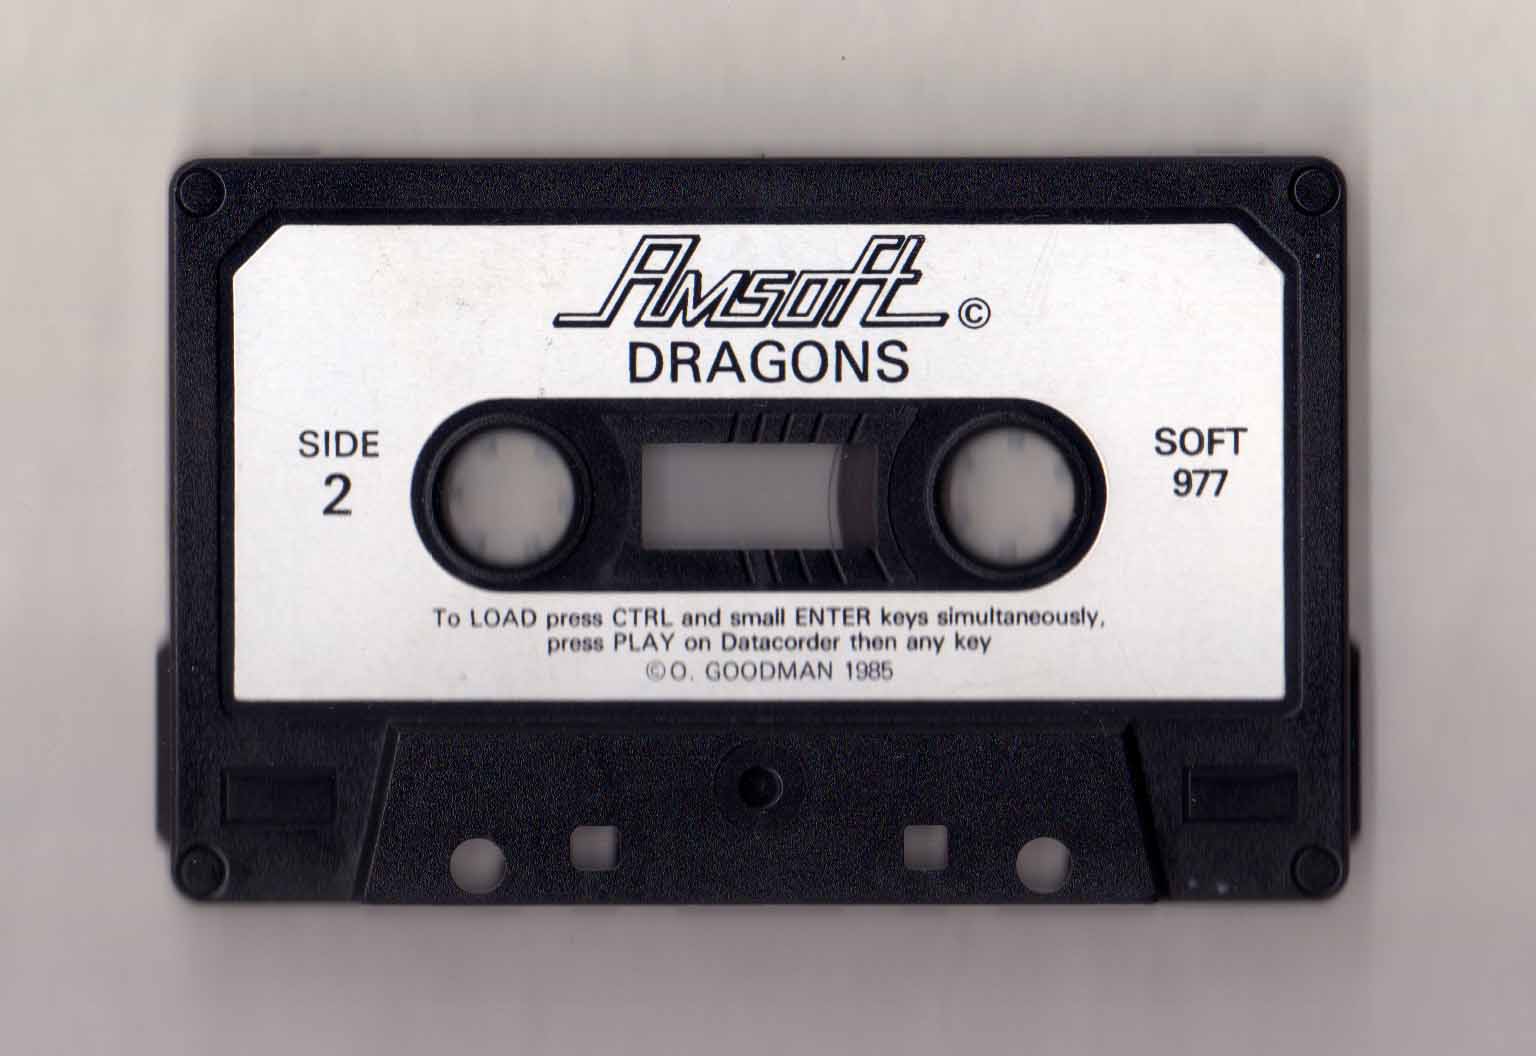 Amsoft ©
DRAGONS
SIDE
2
SOFT
977
To LOAD press CTRL and small ENTER keys simultaneously,
press PLAY on Datacorder then any key
©O. GOODMAN 1985